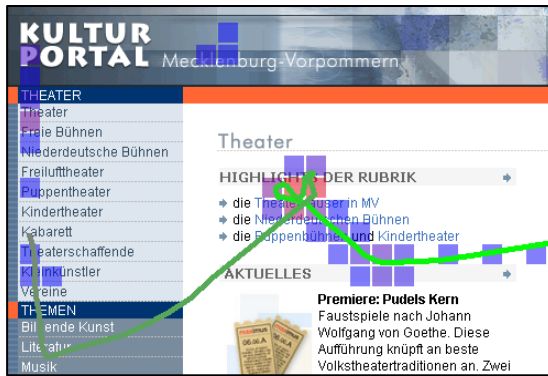 KULTUR
PORTAL Mecklenburg-Vorpommern
THEATER
Theater
Freie Bühnen
Niederdeutsche Bühnen
Freilufttheater
Puppentheater
Kindertheater
Kabarett
Theaterschaffende
Kleinkünstler
Vereine
THEMEN
Bildende Kunst
Literatur
Musik
Theater
HIGHLIGHTS DER RUBRIK
die Theaterhäuser in MV
die Niederdeutschen Bühnen
die Puppenbühnen und Kindertheater
AKTUELLES
Premiere: Pudels Kern
Faustspiele nach Johann
Wolfgang von Goethe. Diese
Aufführung knüpft an beste
Volkstheatertraditionen an. Zwei